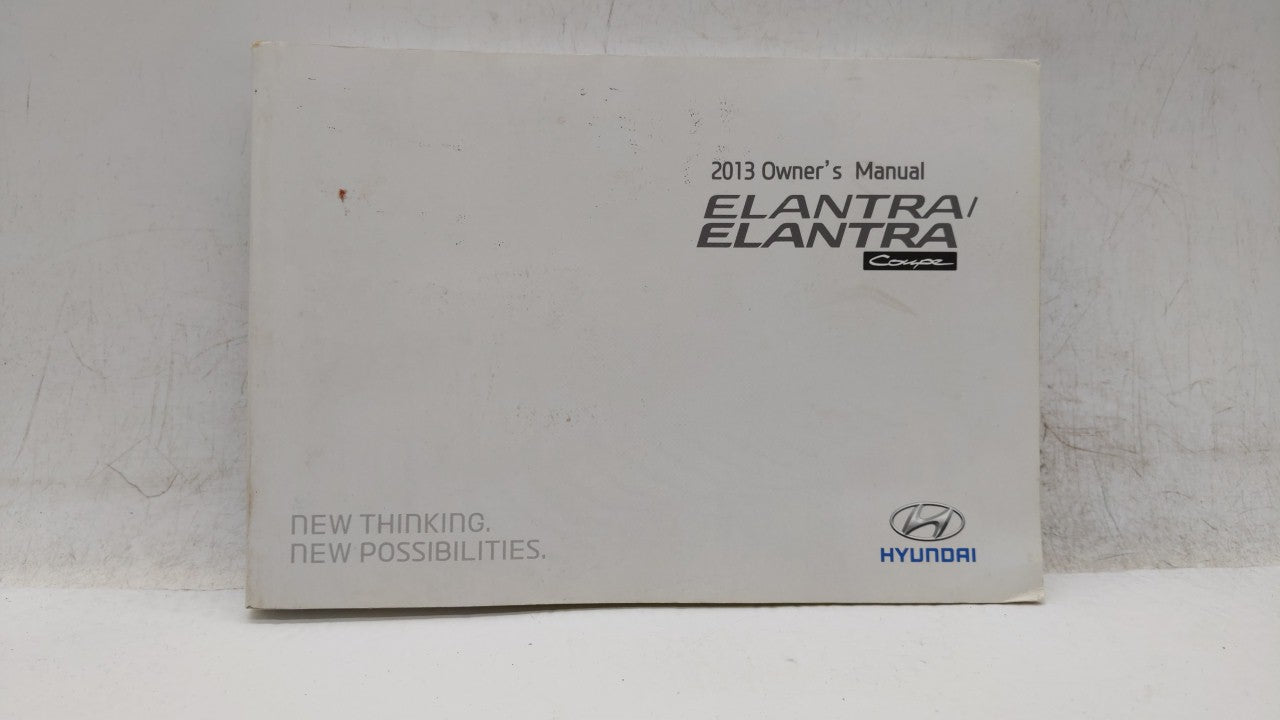 2013 Owner's Manual
ELANTRA/
ELANTRA
Coupe
NEW THINKING.
NEW POSSIBILITIES.
HYUNDAI